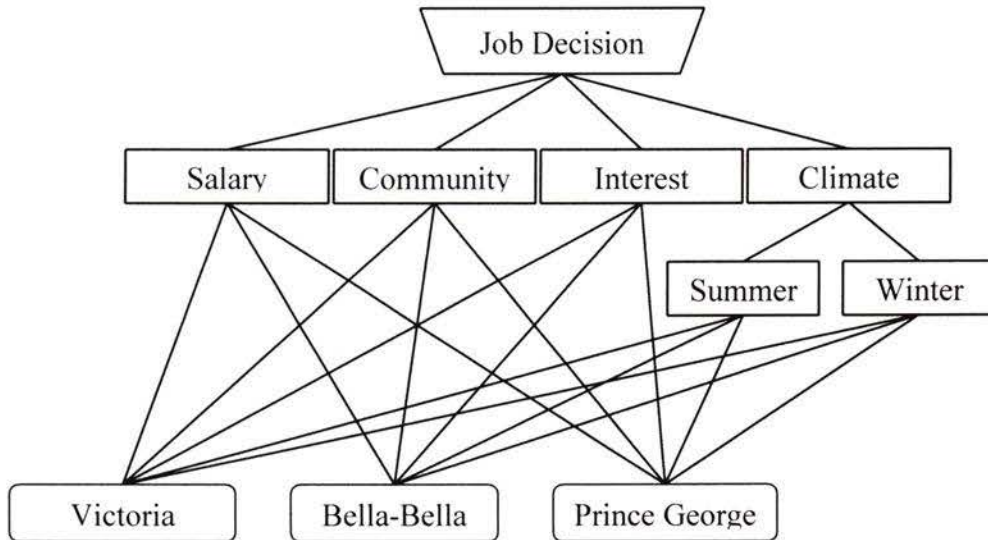 Job Decision
Salary
Community
Interest
Climate
Summer
Winter
Victoria
Bella-Bella
Prince George